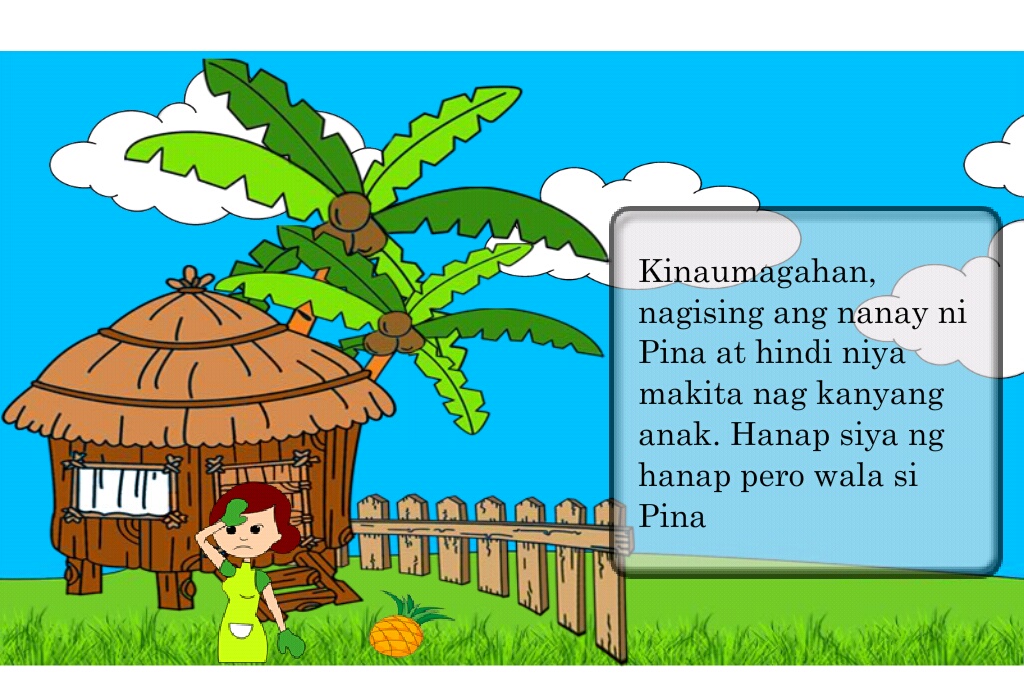 Kinaumagahan,
nagising ang nanay ni
Pina at hindi niya
makita nag kanyang
anak. Hanap siya ng
hanap pero wala si
Pina